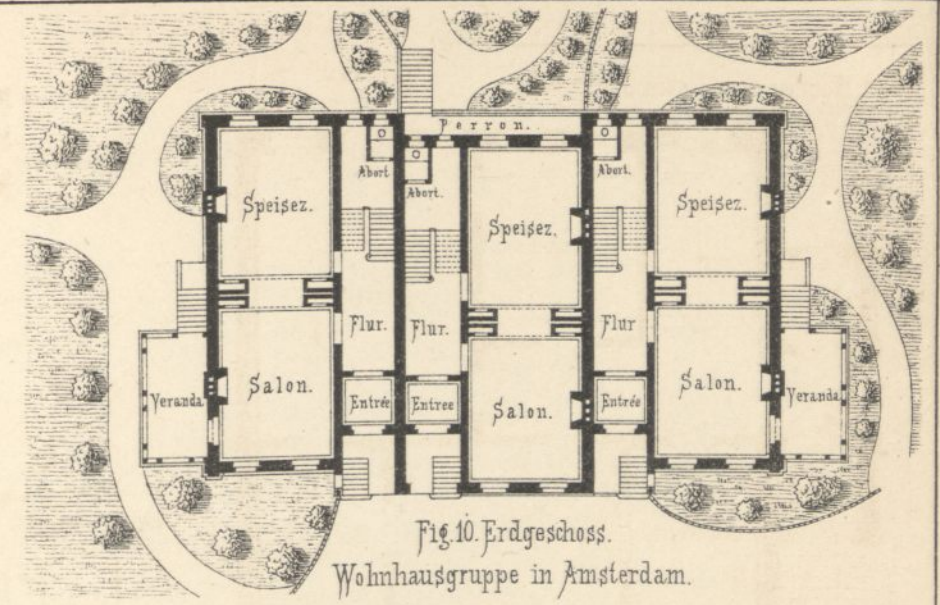 Perron.
Abort
Abort.
Abort.
Speisez.
Speisez.
Speisez.
Flur.
Flur.
Flur
Salon.
Salon.
Salon.
Veranda
Entrée
Entree
Entrée
Veranda
Fig. 10. Erdgeschoss.
Wohnhausgruppe in Amsterdam.